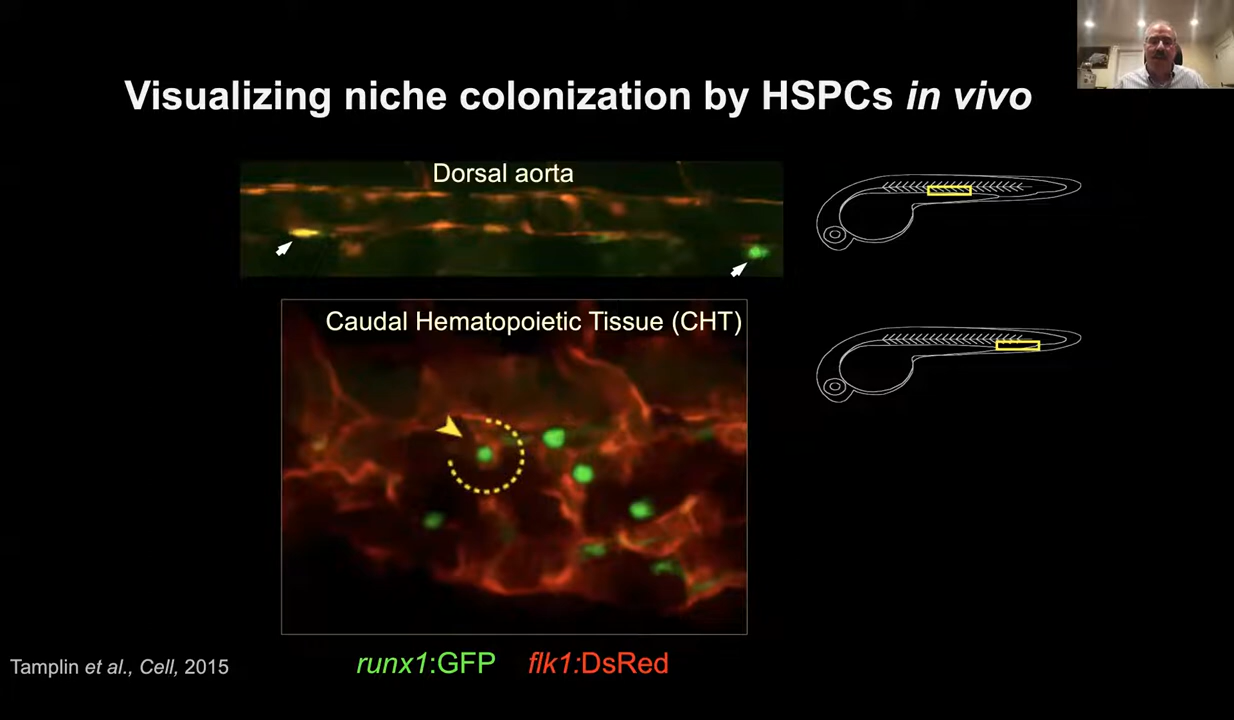 Visualizing niche colonization by HSPCs in vivo
Dorsal aorta
Caudal Hematopoietic Tissue (CHT)
runx1:GFP flk1:DsRed
Tamplin et al., Cell, 2015